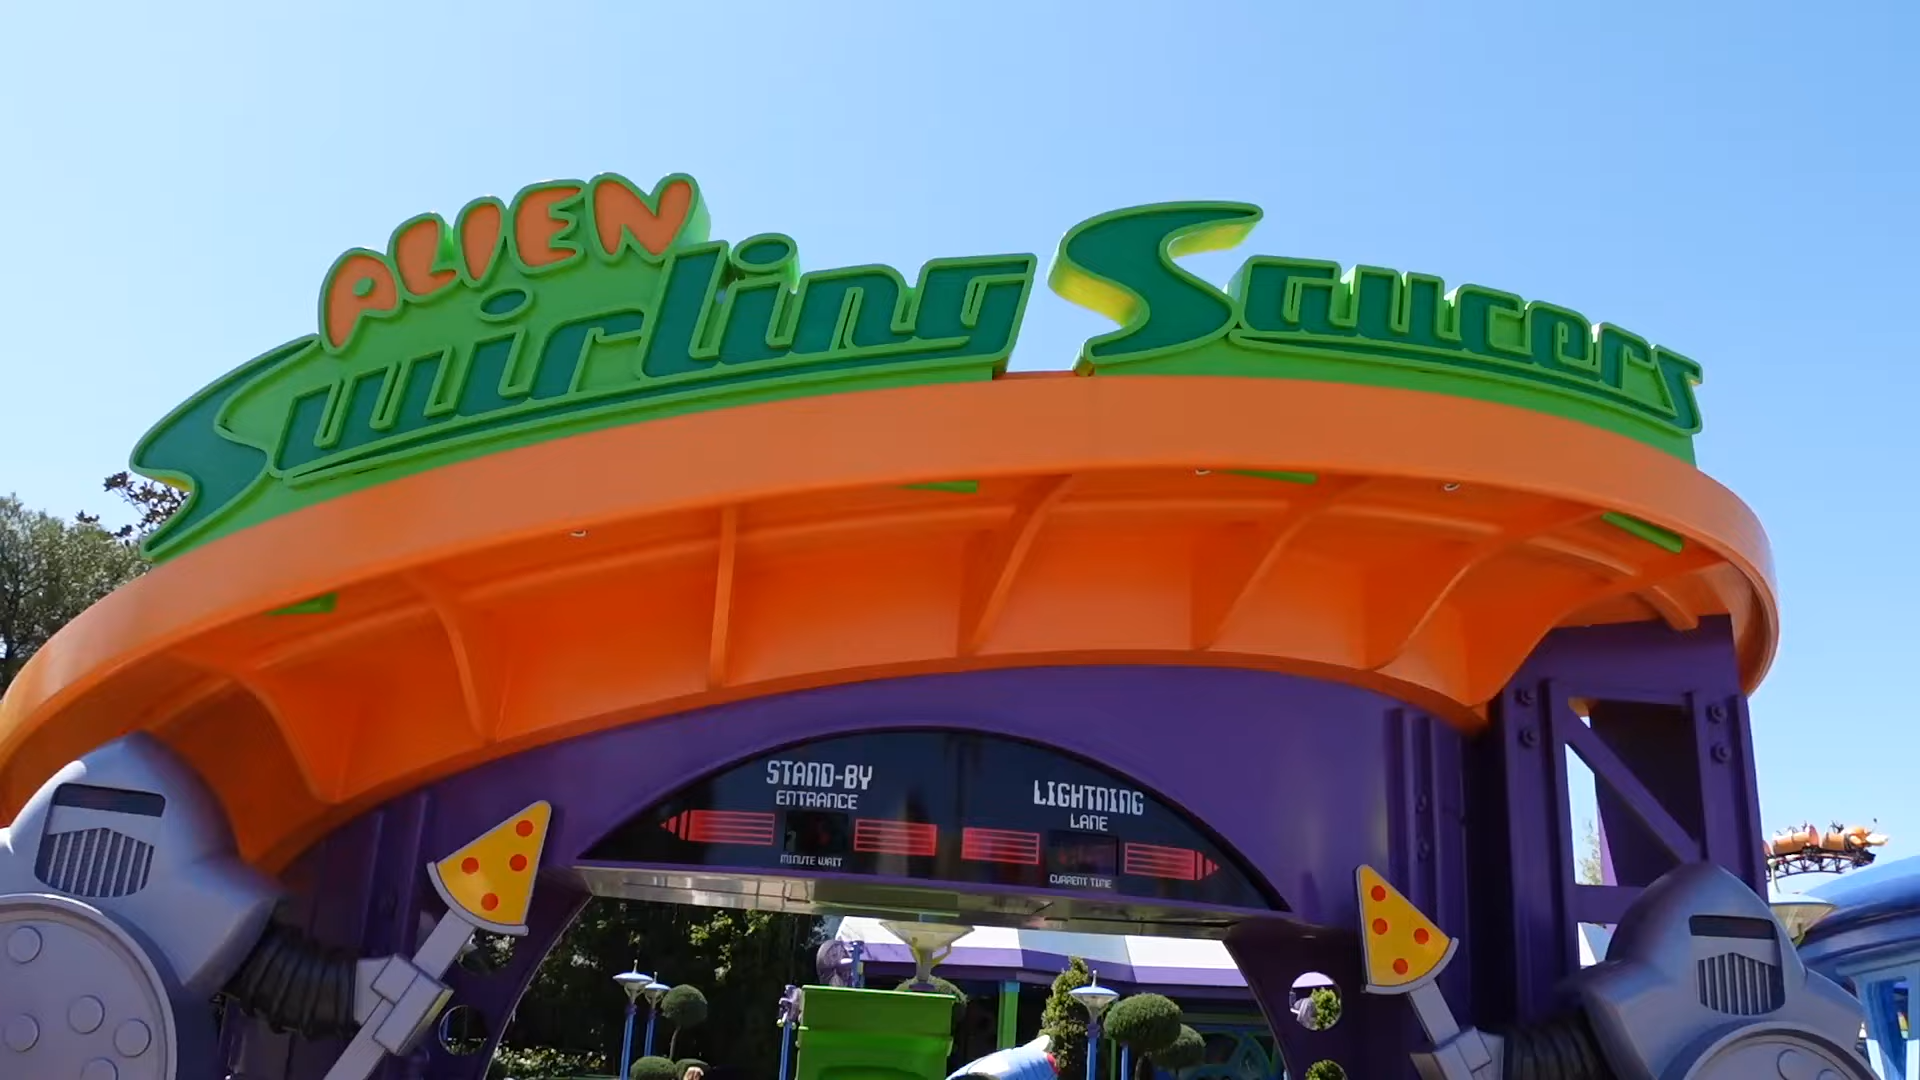 ALIEN
Swirling Saucers
STAND-BY
ENTRANCE
MINUTE WAIT
LIGHTNING
LANE
CURRENT TIME